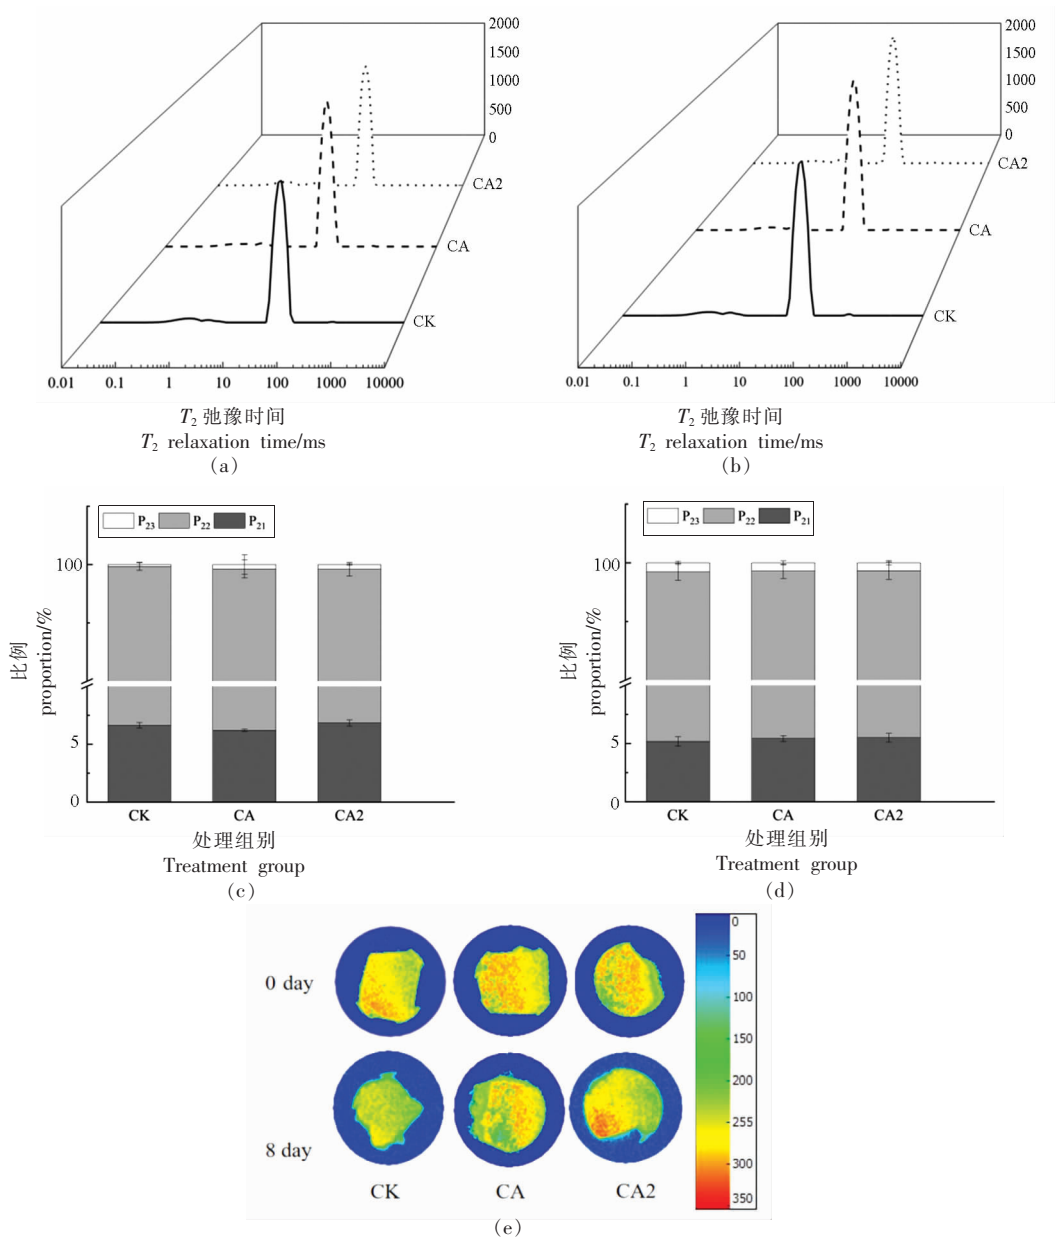 2000
1500
1000
500
0
CA2
CA
CK
0.01 0.1 1 10 100 1000 10000
T2 弛豫时间
T2 relaxation time/ms
(a)
2000
1500
1000
500
0
CA2
CA
CK
0.01 0.1 1 10 100 1000 10000
T2 弛豫时间
T2 relaxation time/ms
(b)
P23 P22 P21
100
5
0
比例
proportion/%
CK CA CA2
处理组别
Treatment group
(c)
P23 P22 P21
100
5
0
比例
proportion/%
CK CA CA2
处理组别
Treatment group
(d)
0 day
8 day
CK CA CA2
0
50
100
150
200
255
300
350
(e)